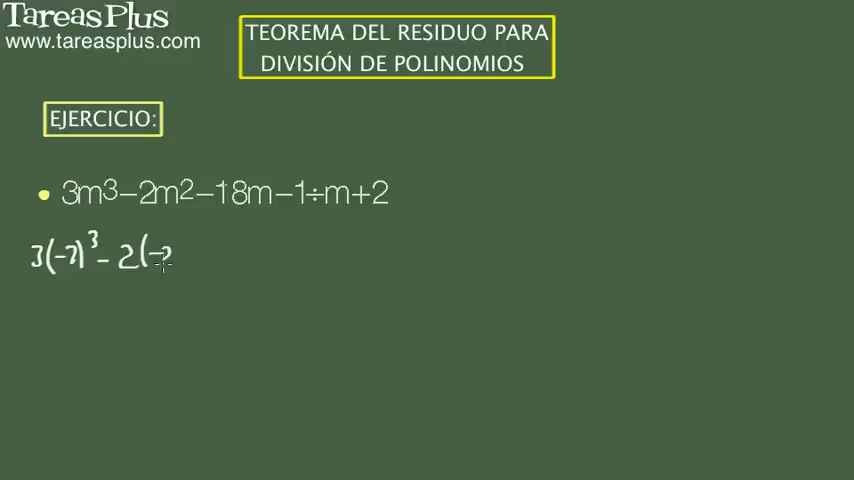 TareasPlus
www.tareasplus.com
TEOREMA DEL RESIDUO PARA
DIVISIÓN DE POLINOMIOS
EJERCICIO:
• 3m3−2m2−18m−1÷m+2
3(-2)³ - 2(-2